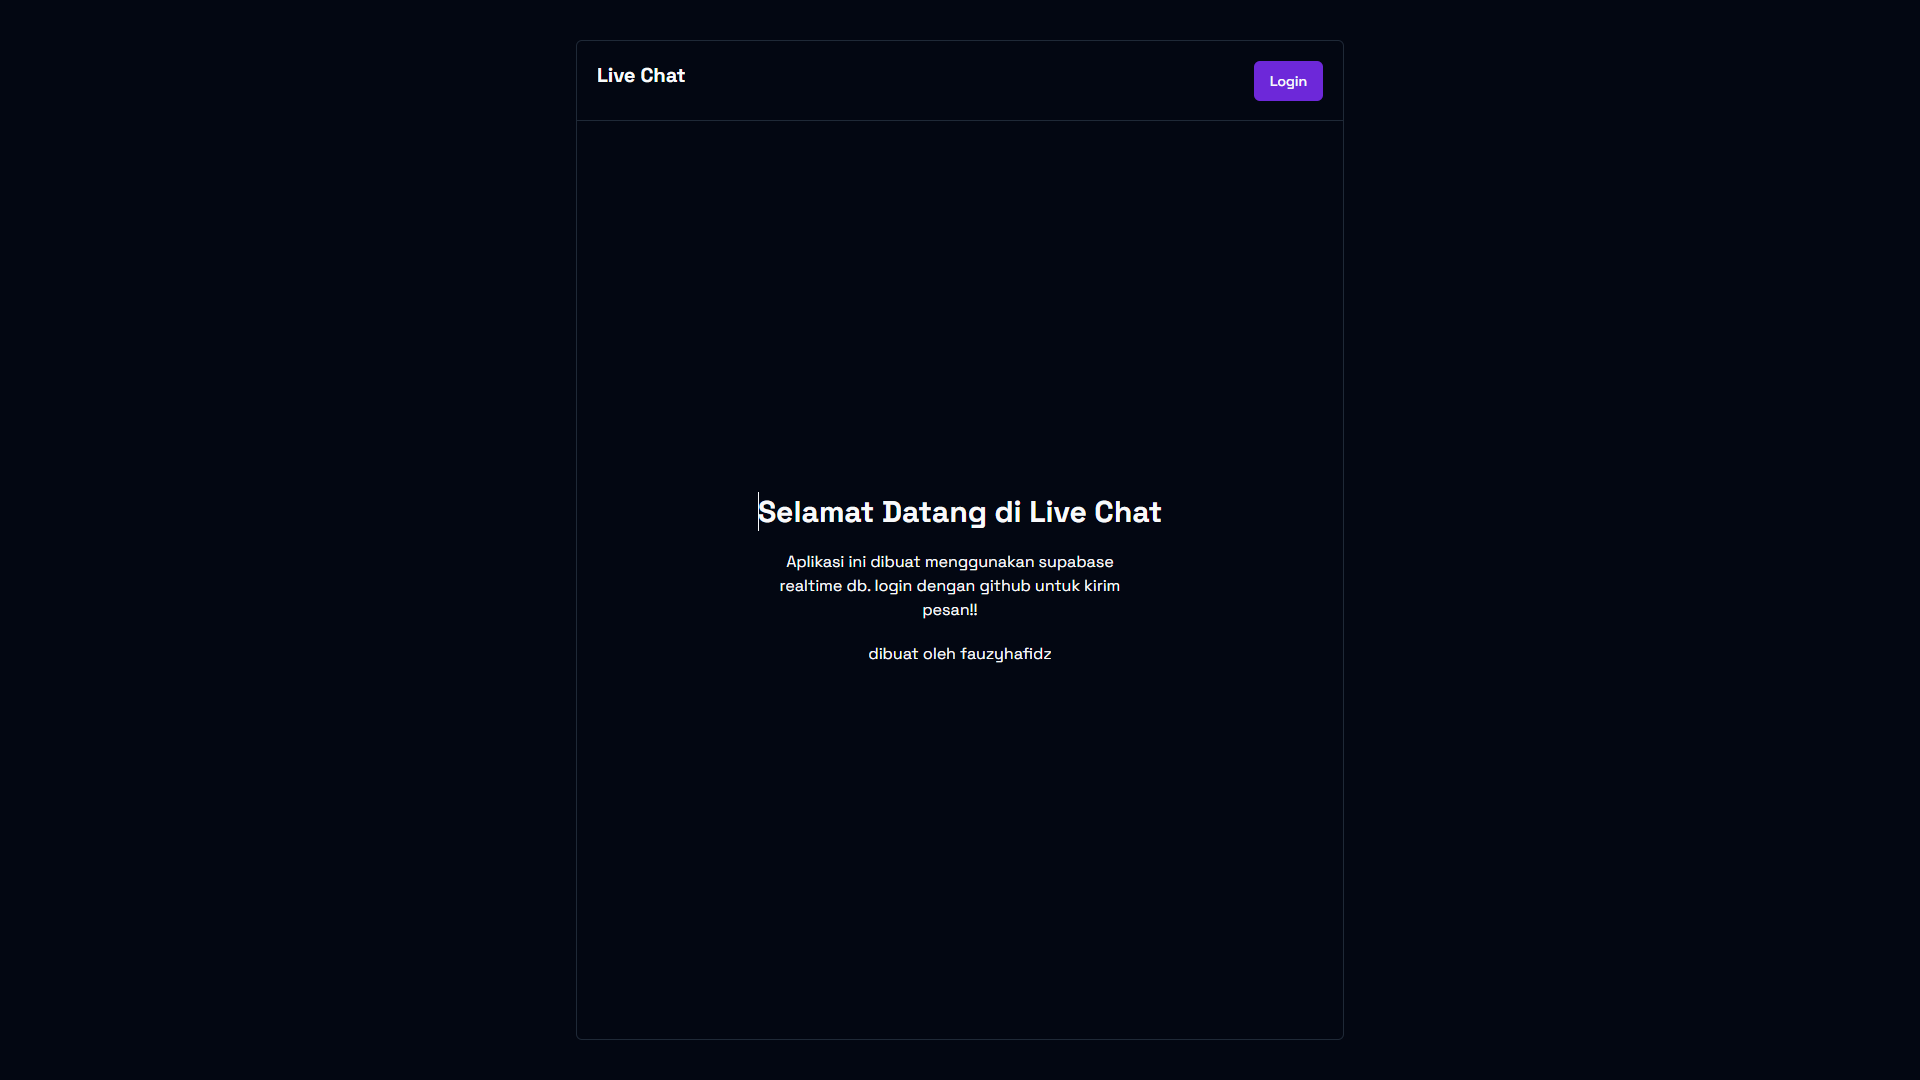 Live Chat
Login
Selamat Datang di Live Chat
Aplikasi ini dibuat menggunakan supabase
realtime db. login dengan github untuk kirim
pesan!!
dibuat oleh fauzyhafidz